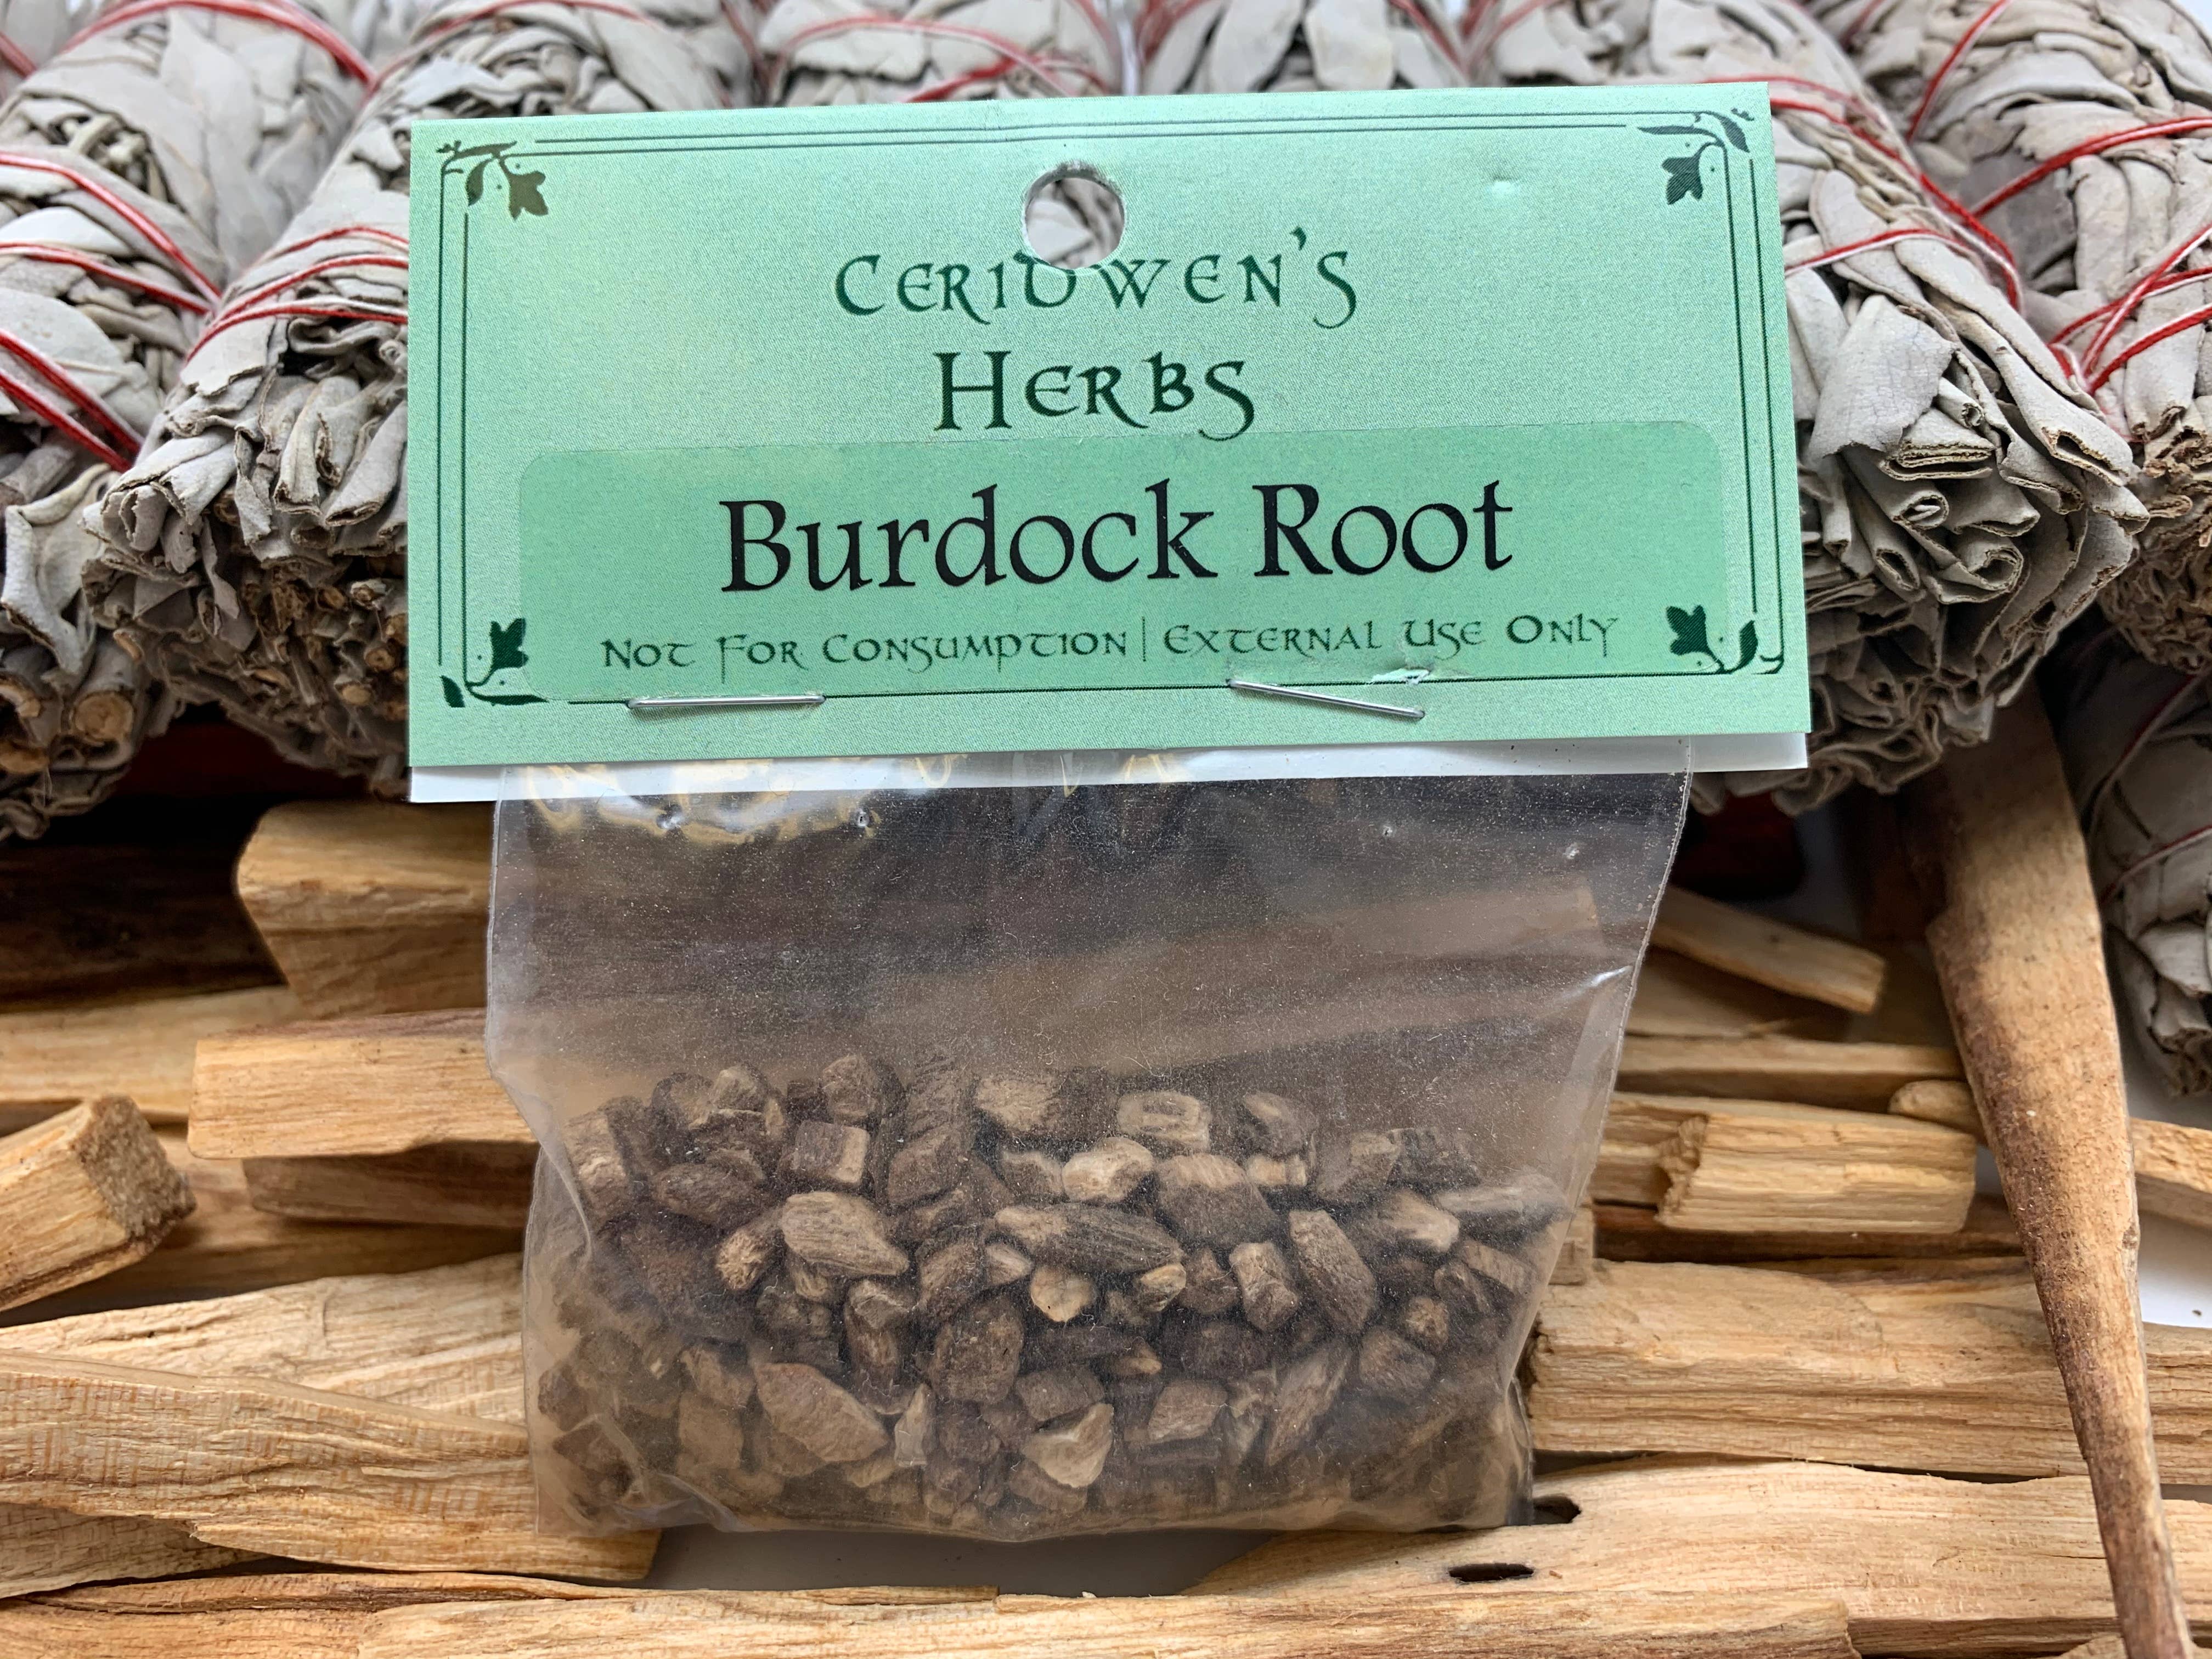 Ceridwen's
Herbs
Burdock Root
Not For Consumption | External Use Only